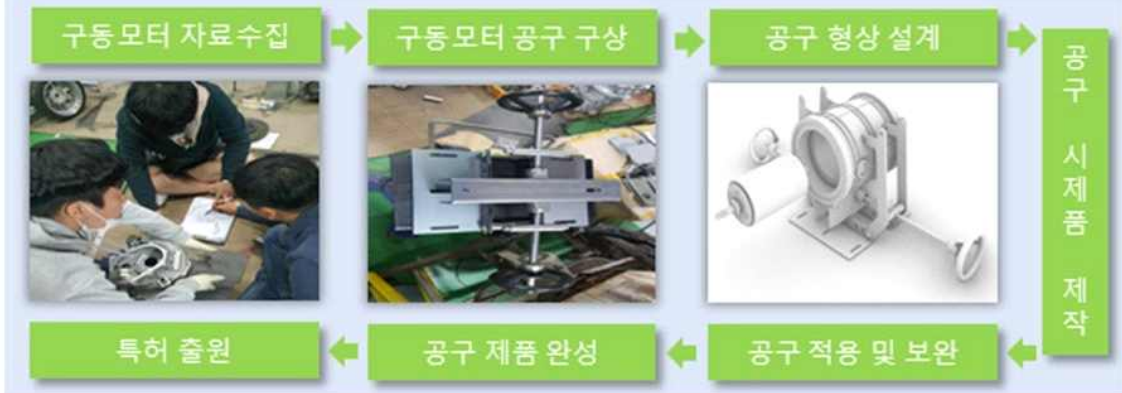 구동모터 자료수집
구동모터 공구 구상
공구 형상 설계
공구 시제품 제작
공구 적용 및 보완
공구 제품 완성
특허 출원